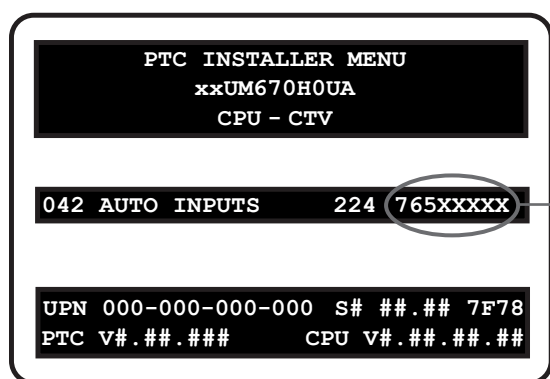 PTC INSTALLER MENU
xxUM670H0UA
CPU – CTV
042 AUTO INPUTS 224 765XXXXX
UPN 000-000-000-000 S# ##.## 7F78
PTC V#.##.### CPU V#.##.##.##